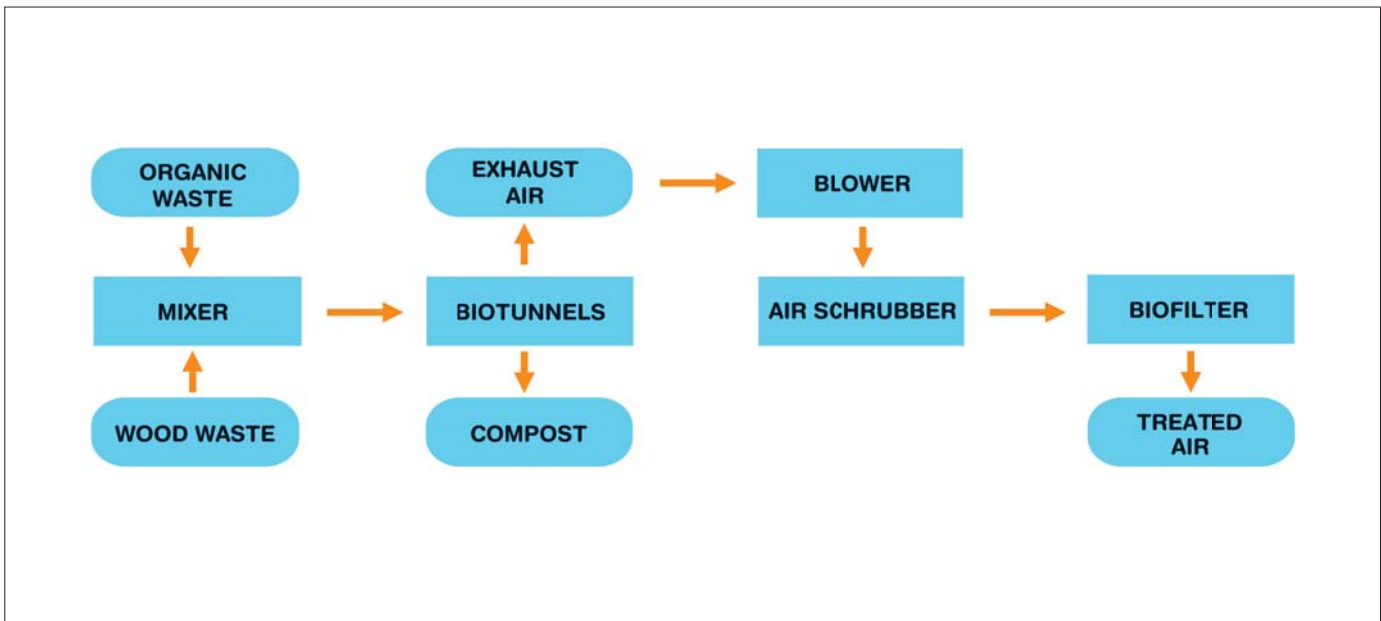 ORGANIC
WASTE
EXHAUST
AIR
BLOWER
MIXER
BIOTUNNELS
AIR SCHRUBBER
BIOFILTER
WOOD WASTE
COMPOST
TREATED
AIR